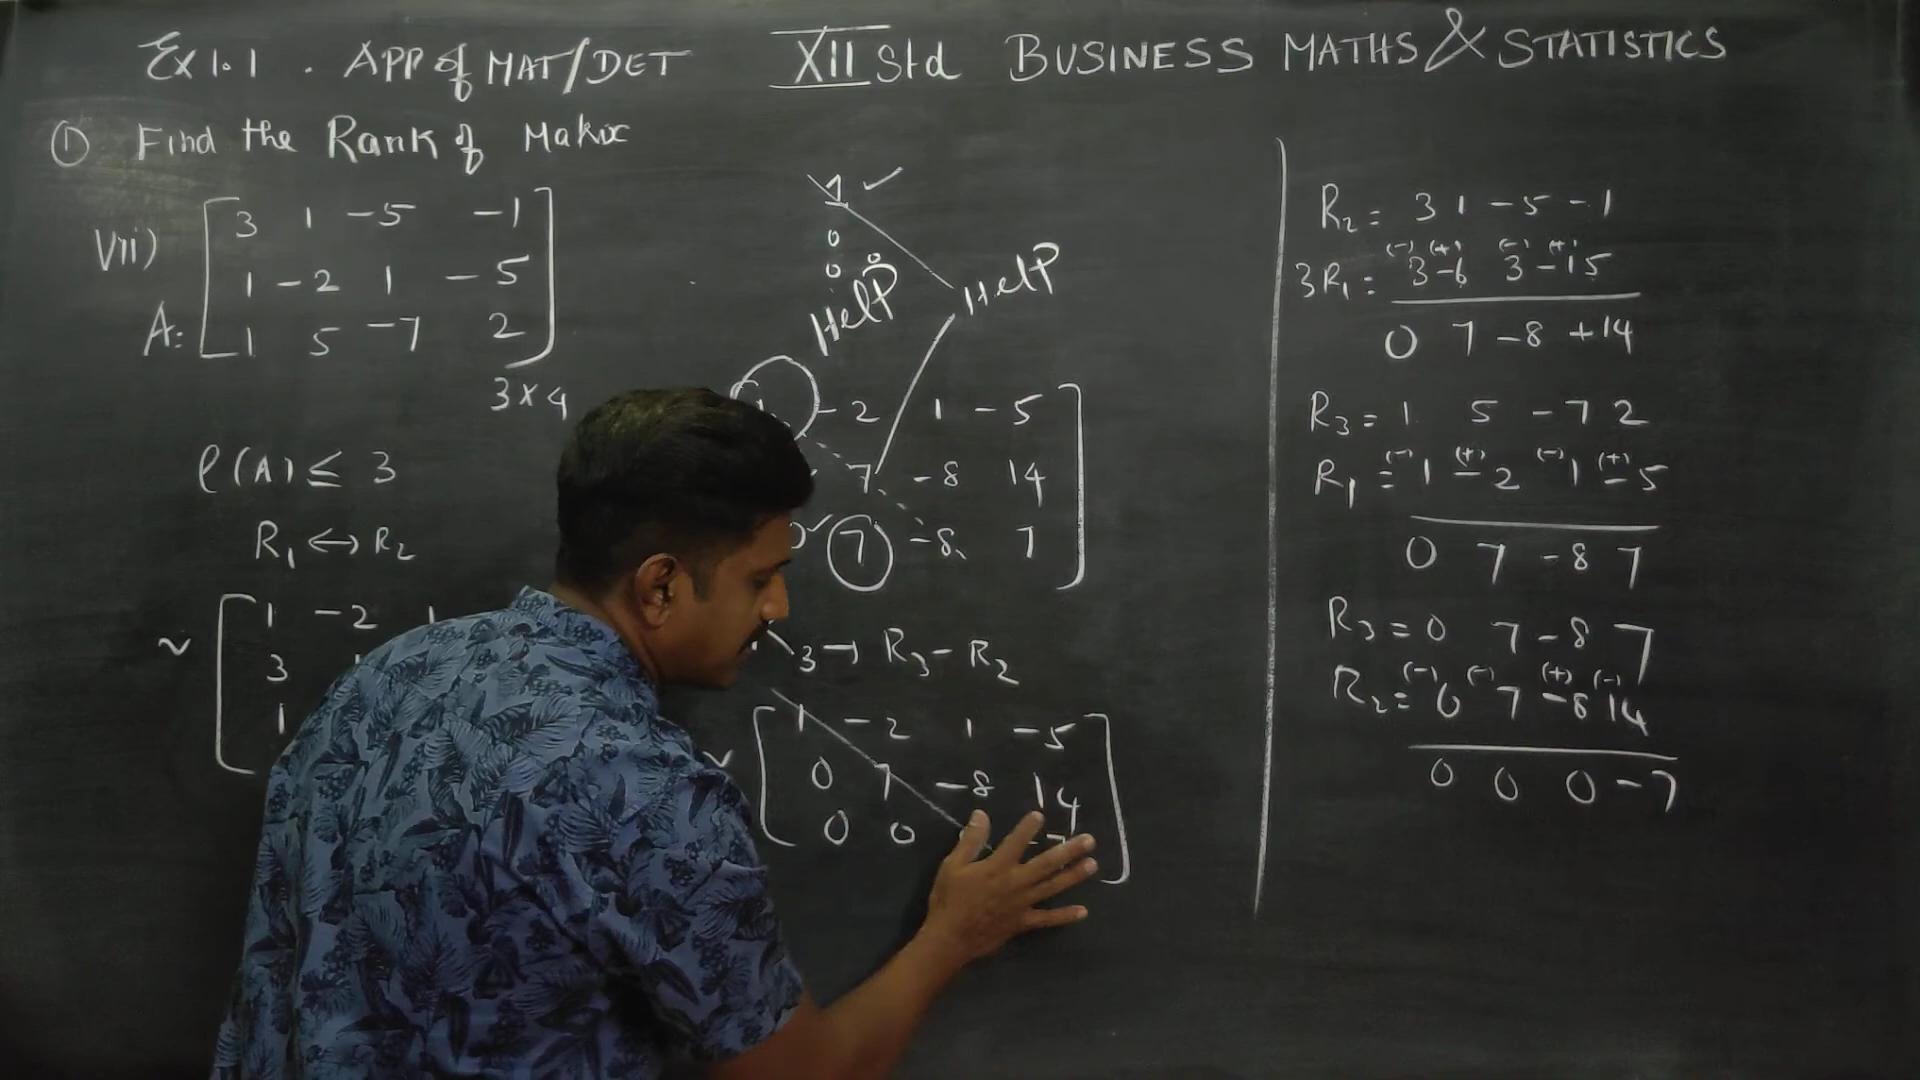 Ex 1.1 . APP of MAT/DET XII Std BUSINESS MATHS & STATISTICS
① Find the Rank of Matrix
Vii)
A =
3 1 -5 -1
1 -2 1 -5
1 5 -7 2
3 x 4
ρ(A) ≤ 3
R₁ ↔ R₂
~
1 -2 1
3
1
1 ✓
0
0 0
Help
Help
-2 1 -5
7 -8 14
0 ✓ 7 -8 7
3 → R₃ - R₂
~
1 -2 1 -5
0 7 -8 14
0 0
R₂ = 3 1 -5 -1
(-) (+) (-) (+)
3R₁ = 3 -6 3 -15
0 7 -8 +14
R₃ = 1 5 -7 2
(-) (+) (-) (+)
R₁ = 1 -2 1 -5
0 7 -8 7
R₃ = 0 7 -8 7
(-) (-) (+) (-)
R₂ = 0 7 -8 14
0 0 0 -7